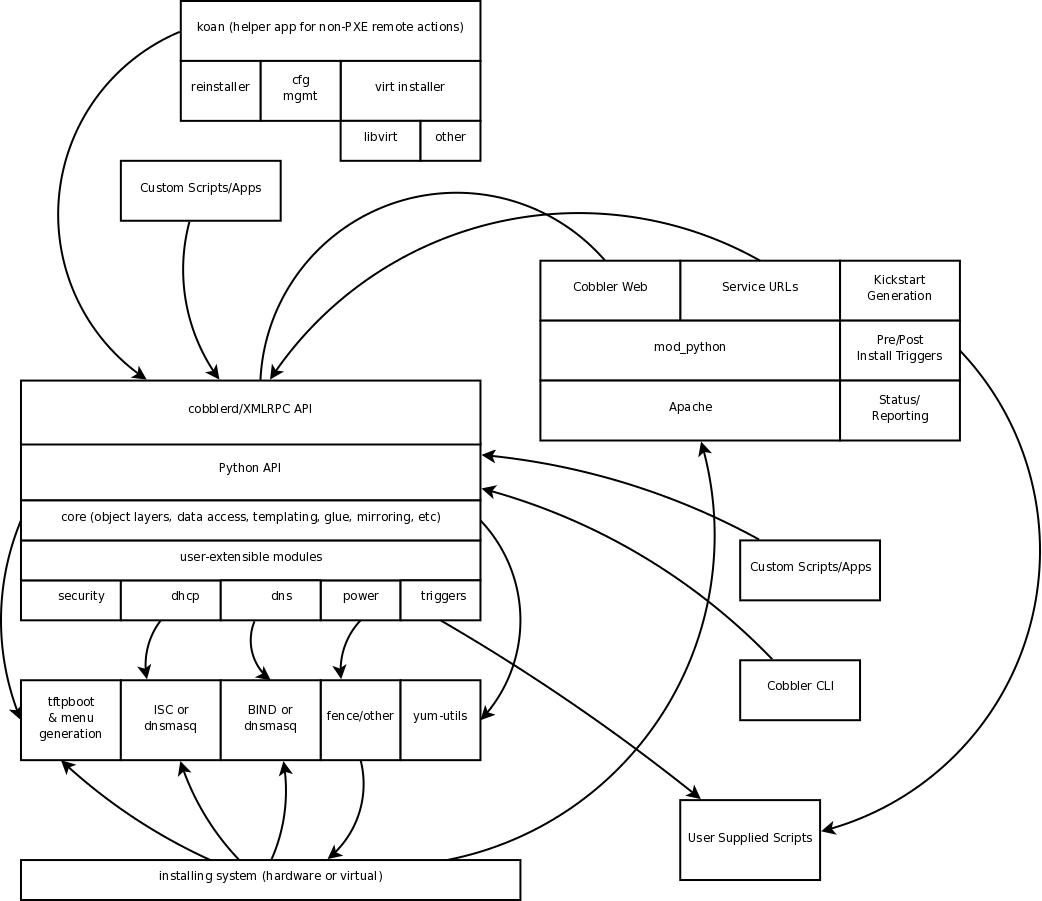 koan (helper app for non-PXE remote actions)
reinstaller
cfg
mgmt
virt installer
libvirt
other
Custom Scripts/Apps
Cobbler Web
Service URLs
Kickstart
Generation
mod_python
Pre/Post
Install Triggers
Apache
Status/
Reporting
cobblerd/XMLRPC API
Python API
core (object layers, data access, templating, glue, mirroring, etc)
user-extensible modules
security
dhcp
dns
power
triggers
Custom Scripts/Apps
Cobbler CLI
tftpboot
& menu
generation
ISC or
dnsmasq
BIND or
dnsmasq
fence/other
yum-utils
User Supplied Scripts
installing system (hardware or virtual)